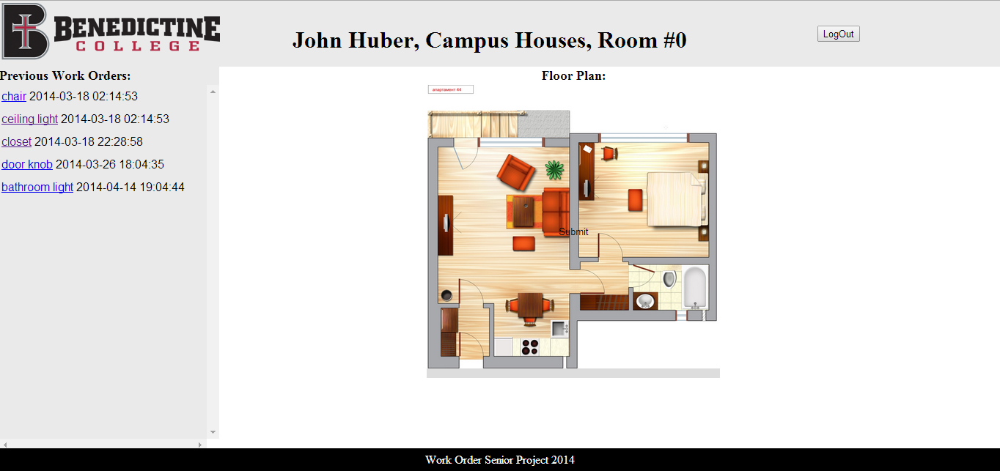 BENEDICTINE
COLLEGE
John Huber, Campus Houses, Room #0
LogOut
Previous Work Orders:
chair 2014-03-18 02:14:53
ceiling light 2014-03-18 02:14:53
closet 2014-03-18 22:28:58
door knob 2014-03-26 18:04:35
bathroom light 2014-04-14 19:04:44
Floor Plan:
апартамент 44
Submit
Work Order Senior Project 2014